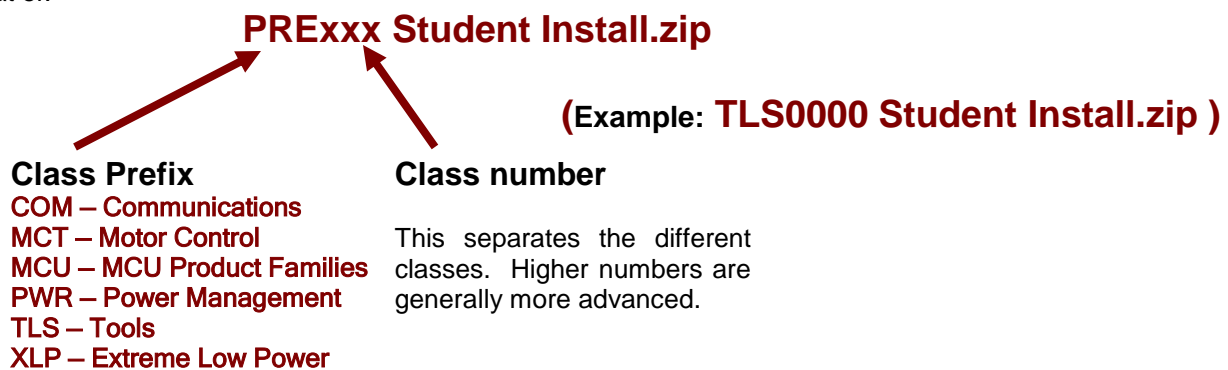 PRExxx Student Install.zip
(Example: TLS0000 Student Install.zip )
Class Prefix
COM – Communications
MCT – Motor Control
MCU – MCU Product Families
PWR – Power Management
TLS – Tools
XLP – Extreme Low Power
Class number
This separates the different
classes. Higher numbers are
generally more advanced.